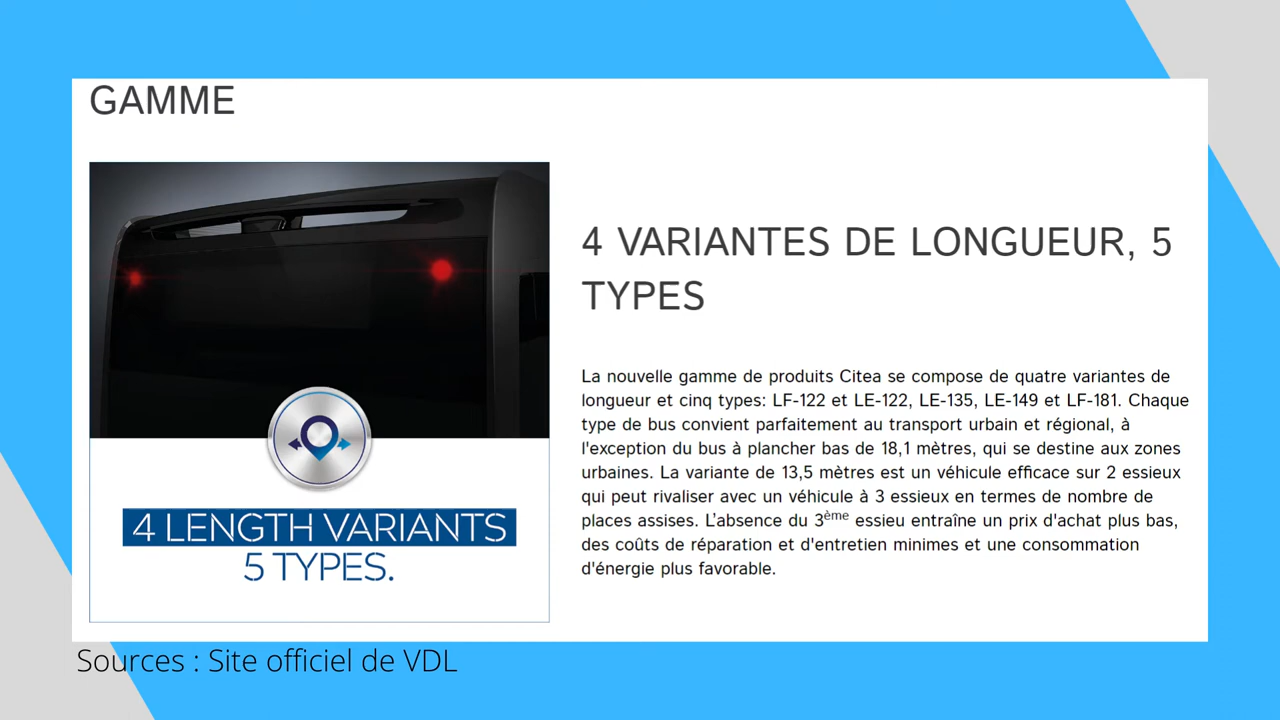 GAMME
4 LENGTH VARIANTS
5 TYPES.
4 VARIANTES DE LONGUEUR, 5
TYPES
La nouvelle gamme de produits Citea se compose de quatre variantes de
longueur et cinq types: LF-122 et LE-122, LE-135, LE-149 et LF-181. Chaque
type de bus convient parfaitement au transport urbain et régional, à
l'exception du bus à plancher bas de 18,1 mètres, qui se destine aux zones
urbaines. La variante de 13,5 mètres est un véhicule efficace sur 2 essieux
qui peut rivaliser avec un véhicule à 3 essieux en termes de nombre de
places assises. L’absence du 3ème essieu entraîne un prix d'achat plus bas,
des coûts de réparation et d'entretien minimes et une consommation
d'énergie plus favorable.
Sources : Site officiel de VDL